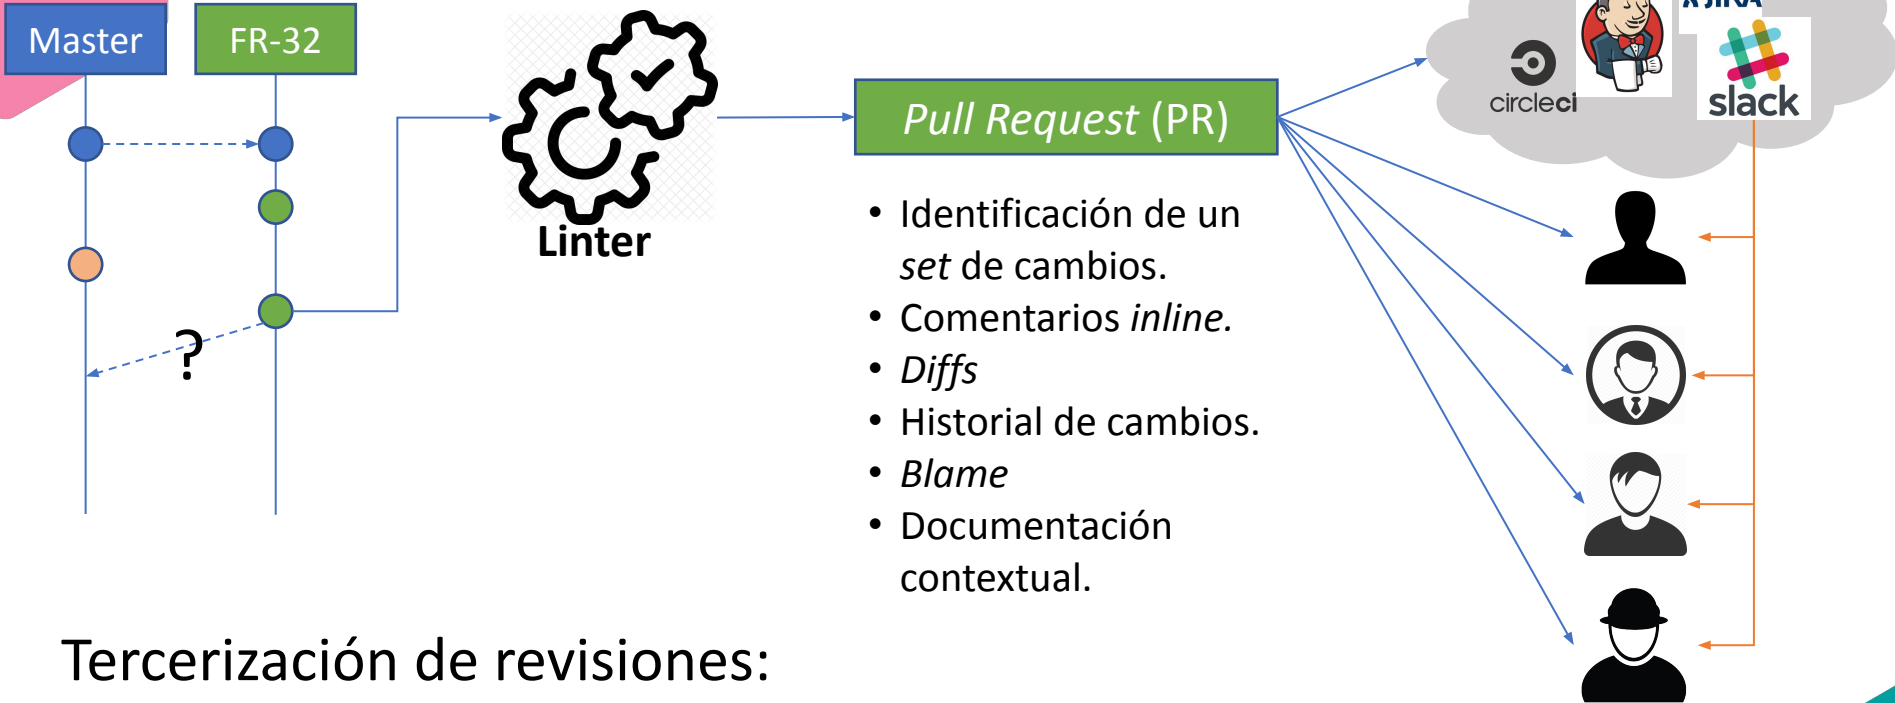 Master
FR-32
?
Linter
Pull Request (PR)
• Identificación de un
set de cambios.
• Comentarios inline.
• Diffs
• Historial de cambios.
• Blame
• Documentación
contextual.
JIRA
circleci
slack
Tercerización de revisiones: